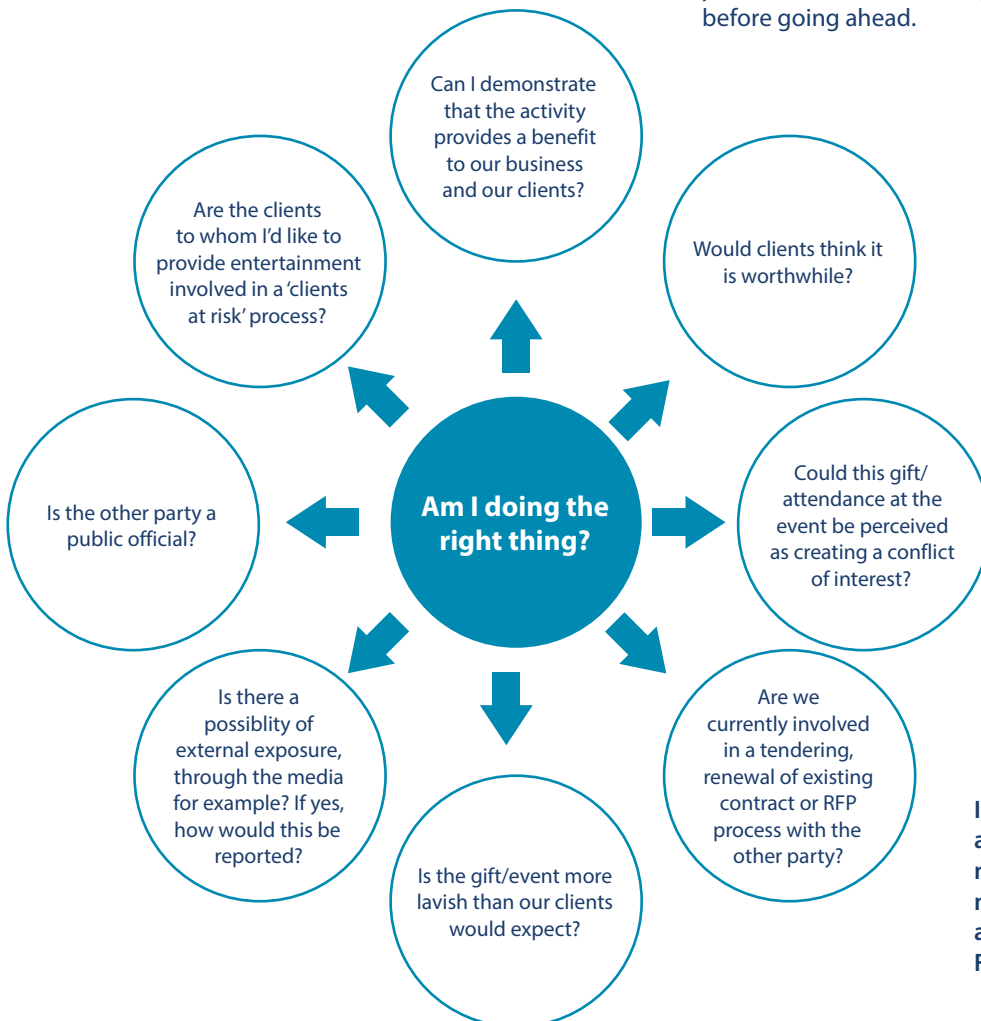 before going ahead.
Can I demonstrate
that the activity
provides a benefit
to our business
and our clients?
Would clients think it
is worthwhile?
Could this gift/
attendance at the
event be perceived
as creating a conflict
of interest?
Are we
currently involved
in a tendering,
renewal of existing
contract or RFP
process with the
other party?
Is the gift/event more
lavish than our clients
would expect?
Is there a
possiblity of
external exposure,
through the media
for example? If yes,
how would this be
reported?
Is the other party a
public official?
Are the clients
to whom I'd like to
provide entertainment
involved in a ‘clients
at risk’ process?
Am I doing the
right thing?